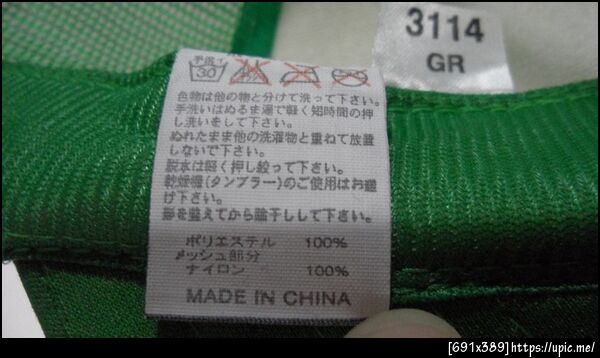 3114
GR
手洗イ
30
色物は他の物と分けて洗って下さい。
手洗いはぬるま湯で軽く短時間の押
し洗いをして下さい。
ぬれたまま他の洗濯物と重ねて放置
しないで下さい。
脱水は軽く押し絞って下さい。
乾燥機(タンブラー)のご使用はお避
け下さい。
形を整えてから陰干しして下さい。
ポリエステル 100%
メッシュ部分
ナイロン 100%
MADE IN CHINA
[691x389]https://upic.me/